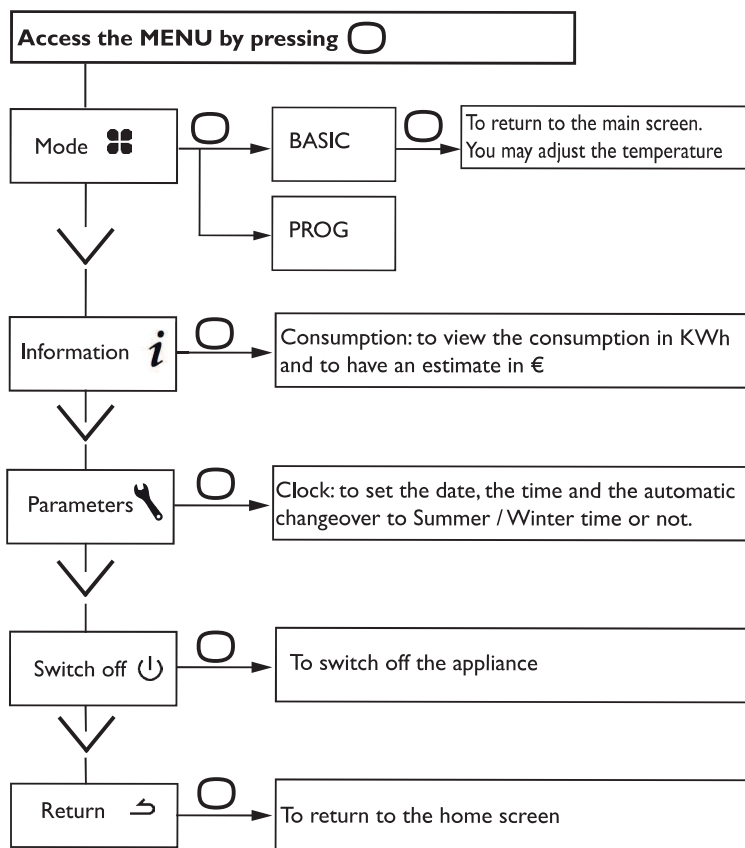 Access the MENU by pressing
Mode
BASIC
To return to the main screen.
You may adjust the temperature
PROG
Information i
Consumption: to view the consumption in KWh
and to have an estimate in €
Parameters
Clock: to set the date, the time and the automatic
changeover to Summer / Winter time or not.
Switch off
To switch off the appliance
Return
To return to the home screen